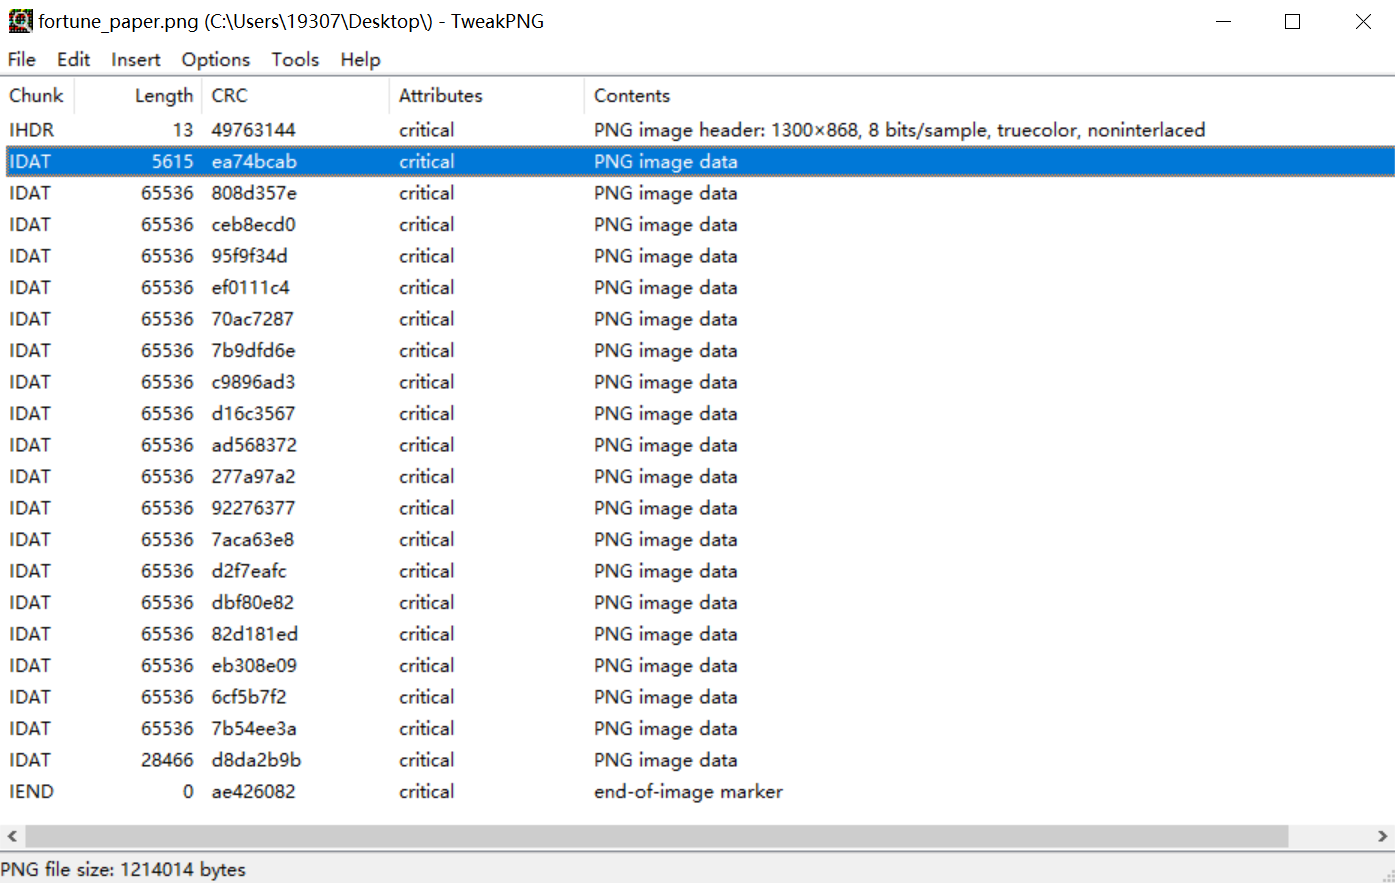 fortune_paper.png (C:\Users\19307\Desktop\) - TweakPNG
File Edit Insert Options Tools Help
Chunk Length CRC Attributes Contents
IHDR 13 49763144 critical PNG image header: 1300×868, 8 bits/sample, truecolor, noninterlaced
IDAT 5615 ea74bcab critical PNG image data
IDAT 65536 808d357e critical PNG image data
IDAT 65536 ceb8ecd0 critical PNG image data
IDAT 65536 95f9f34d critical PNG image data
IDAT 65536 ef0111c4 critical PNG image data
IDAT 65536 70ac7287 critical PNG image data
IDAT 65536 7b9dfd6e critical PNG image data
IDAT 65536 c9896ad3 critical PNG image data
IDAT 65536 d16c3567 critical PNG image data
IDAT 65536 ad568372 critical PNG image data
IDAT 65536 277a97a2 critical PNG image data
IDAT 65536 92276377 critical PNG image data
IDAT 65536 7aca63e8 critical PNG image data
IDAT 65536 d2f7eafc critical PNG image data
IDAT 65536 dbf80e82 critical PNG image data
IDAT 65536 82d181ed critical PNG image data
IDAT 65536 eb308e09 critical PNG image data
IDAT 65536 6cf5b7f2 critical PNG image data
IDAT 65536 7b54ee3a critical PNG image data
IDAT 28466 d8da2b9b critical PNG image data
IEND 0 ae426082 critical end-of-image marker
PNG file size: 1214014 bytes